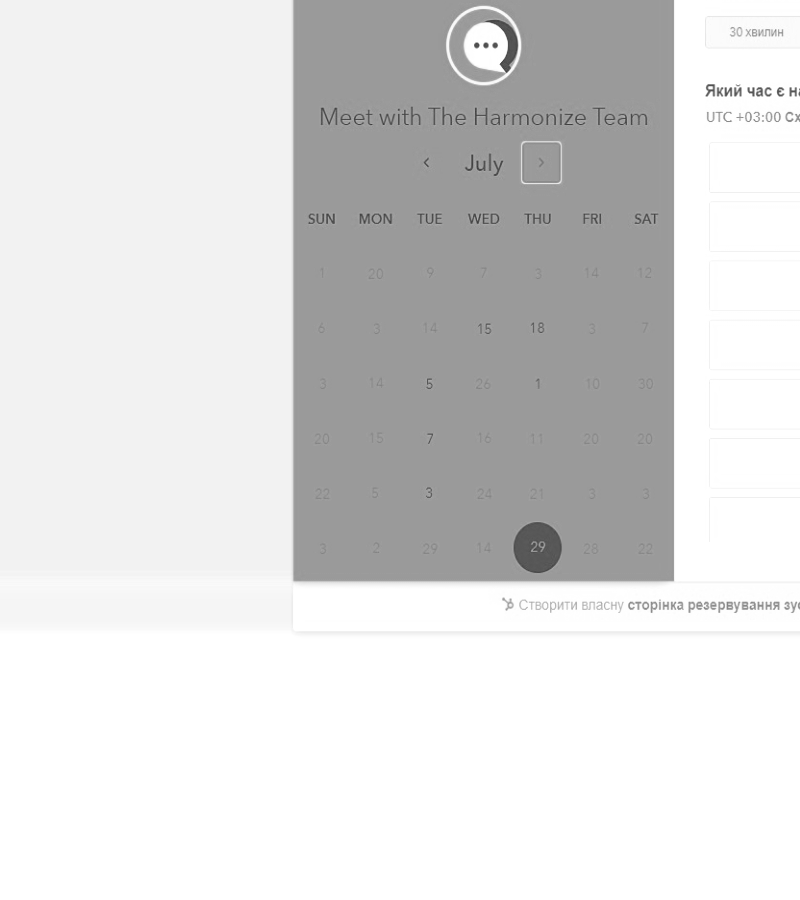 30 хвилин
Який час є на
Meet with The Harmonize Team
UTC +03:00 Сх
July
SUN MON TUE WED THU FRI SAT
1 20 9 7 3 14 12
6 3 14 15 18 3 7
3 14 5 26 1 10 30
20 15 7 16 11 20 20
22 5 3 24 21 3 3
3 2 29 14 29 28 22
Створити власну сторінка резервування зус